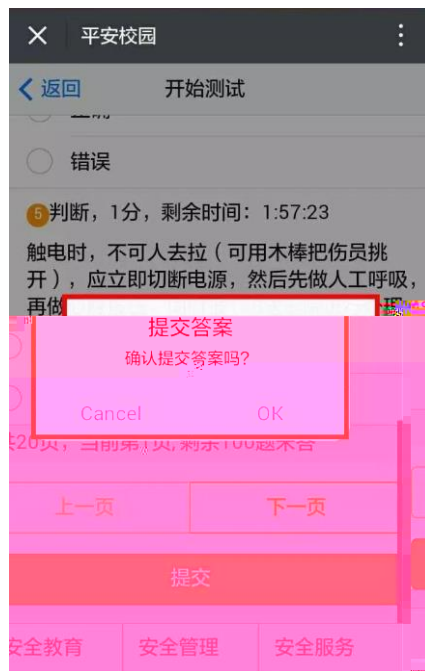 平安校园
返回
开始测试
错误
5 判断，1分，剩余时间：1:57:23
触电时，不可人去拉（可用木棒把伤员挑
开），应立即切断电源，然后先做人工呼吸，
再做
理
提交答案
确认提交答案吗?
Cancel
OK
共20页，当前第1页,剩余100题未答
上一页
下一页
提交
安全教育
安全管理
安全服务